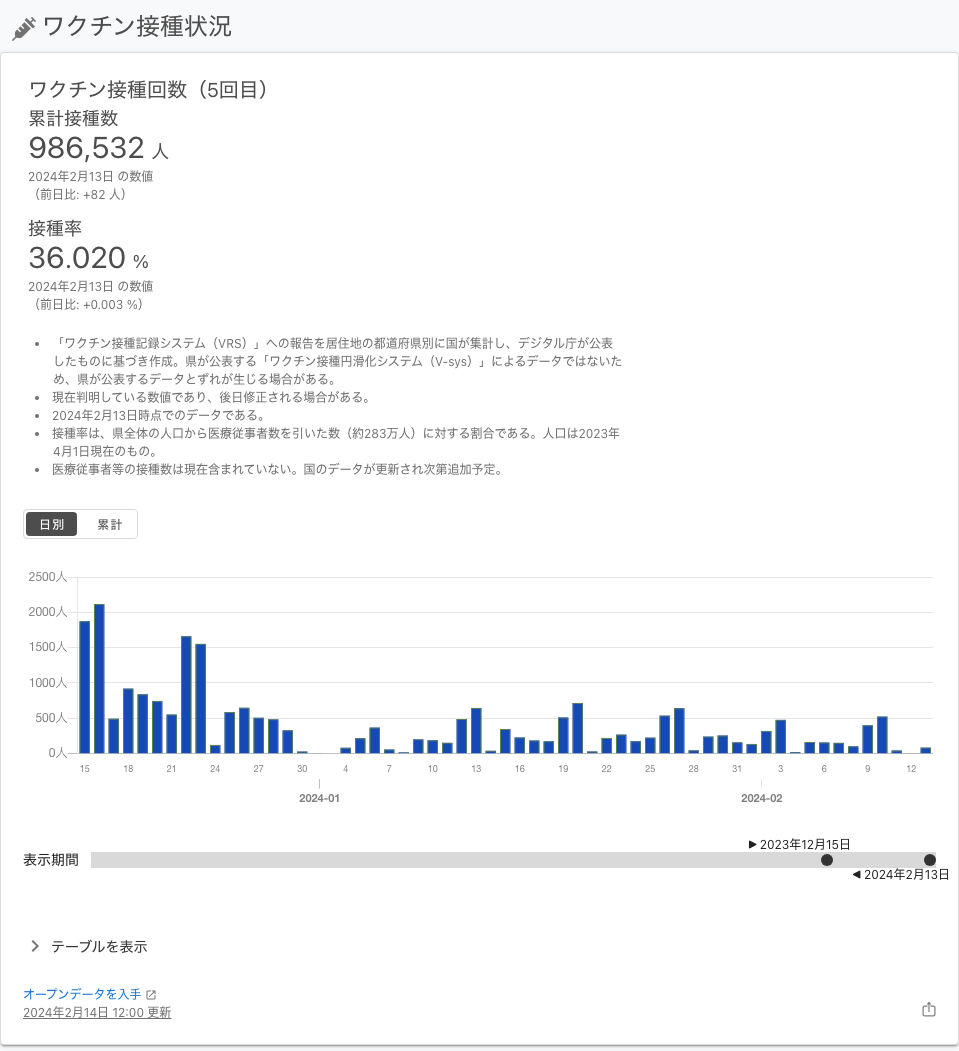 ワクチン接種状況
ワクチン接種回数（5回目）
累計接種数
986,532 人
2024年2月13日 の数値
（前日比: +82 人）
接種率
36.020 %
2024年2月13日 の数値
（前日比: +0.003 %）
• 「ワクチン接種記録システム（VRS）」への報告を居住地の都道府県別に国が集計し、デジタル庁が公表
したものに基づき作成。県が公表する「ワクチン接種円滑化システム（V-sys）」によるデータではないた
め、県が公表するデータとずれが生じる場合がある。
• 現在判明している数値であり、後日修正される場合がある。
• 2024年2月13日時点でのデータである。
• 接種率は、県全体の人口から医療従事者数を引いた数（約283万人）に対する割合である。人口は2023年
4月1日現在のもの。
• 医療従事者等の接種数は現在含まれていない。国のデータが更新され次第追加予定。
日別 累計
2500人
2000人
1500人
1000人
500人
0人
15 18 21 24 27 30 4 7 10 13 16 19 22 25 28 31 3 6 9 12
2024-01 2024-02
▶ 2023年12月15日
表示期間
◀ 2024年2月13日
テーブルを表示
オープンデータを入手
2024年2月14日 12:00 更新